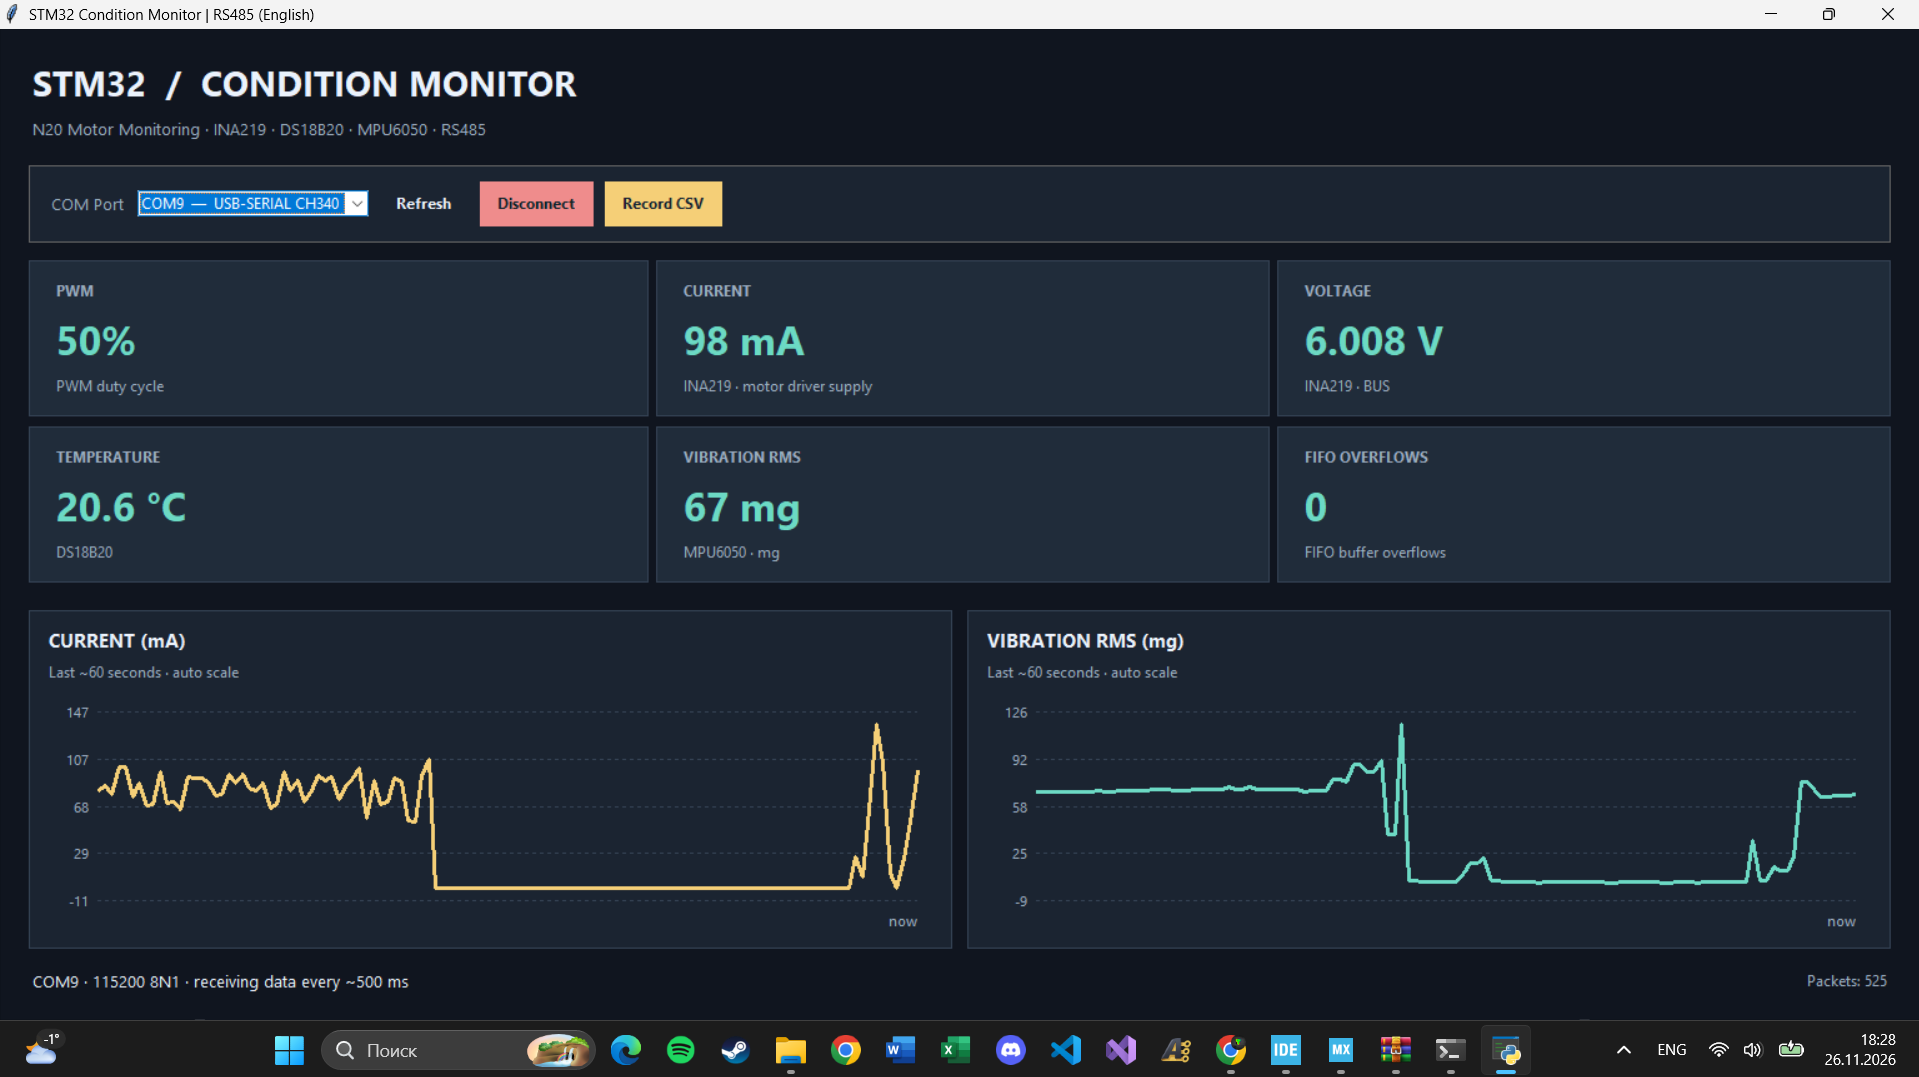 STM32 Condition Monitor | RS485 (English)
STM32 / CONDITION MONITOR
N20 Motor Monitoring · INA219 · DS18B20 · MPU6050 · RS485
COM Port COM9 — USB-SERIAL CH340 Refresh Disconnect Record CSV
PWM
50%
PWM duty cycle
CURRENT
98 mA
INA219 · motor driver supply
VOLTAGE
6.008 V
INA219 · BUS
TEMPERATURE
20.6 °C
DS18B20
VIBRATION RMS
67 mg
MPU6050 · mg
FIFO OVERFLOWS
0
FIFO buffer overflows
CURRENT (mA)
Last ~60 seconds · auto scale
147
107
68
29
-11
now
VIBRATION RMS (mg)
Last ~60 seconds · auto scale
126
92
58
25
-9
now
COM9 · 115200 8N1 · receiving data every ~500 ms
Packets: 525
-1°
Поиск
W
X
IDE
MX
ENG
18:28
26.11.2026